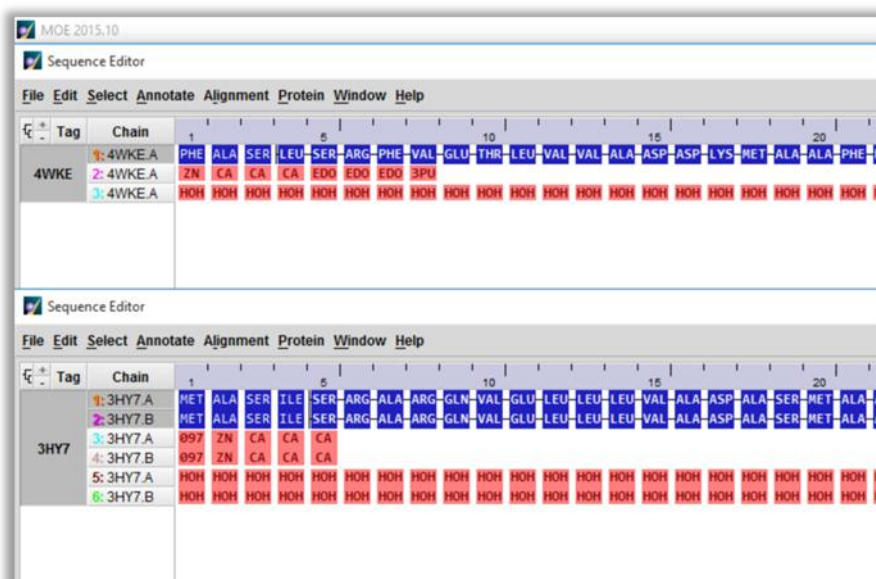 MOE 2015.10
Sequence Editor
File Edit Select Annotate Alignment Protein Window Help
Tag Chain 1 5 10 15 20
1: 4WKE.A PHE ALA SER LEU SER ARG PHE VAL GLU THR LEU VAL VAL ALA ASP ASP LYS MET ALA ALA PHE
4WKE 2: 4WKE.A ZN CA CA CA EDO EDO EDO 3PU
3: 4WKE.A HOH HOH HOH HOH HOH HOH HOH HOH HOH HOH HOH HOH HOH HOH HOH HOH HOH HOH HOH HOH HOH
Sequence Editor
File Edit Select Annotate Alignment Protein Window Help
Tag Chain 1 5 10 15 20
1: 3HY7.A MET ALA SER ILE SER ARG ALA ARG GLN VAL GLU LEU LEU LEU VAL ALA ASP ALA SER MET ALA
2: 3HY7.B MET ALA SER ILE SER ARG ALA ARG GLN VAL GLU LEU LEU LEU VAL ALA ASP ALA SER MET ALA
3: 3HY7.A 097 ZN CA CA CA
3HY7 4: 3HY7.B 097 ZN CA CA CA
5: 3HY7.A HOH HOH HOH HOH HOH HOH HOH HOH HOH HOH HOH HOH HOH HOH HOH HOH HOH HOH HOH HOH HOH
6: 3HY7.B HOH HOH HOH HOH HOH HOH HOH HOH HOH HOH HOH HOH HOH HOH HOH HOH HOH HOH HOH HOH HOH